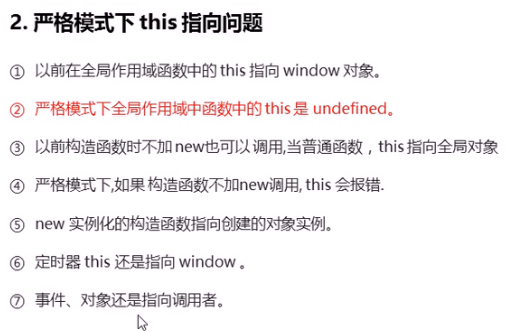 2. 严格模式下 this 指向问题
① 以前在全局作用域函数中的 this 指向 window 对象。
② 严格模式下全局作用域中函数中的 this 是 undefined。
③ 以前构造函数时不加 new也可以 调用,当普通函数，this 指向全局对象
④ 严格模式下,如果 构造函数不加new调用, this 会报错.
⑤ new 实例化的构造函数指向创建的对象实例。
⑥ 定时器 this 还是指向 window 。
⑦ 事件、对象还是指向调用者。